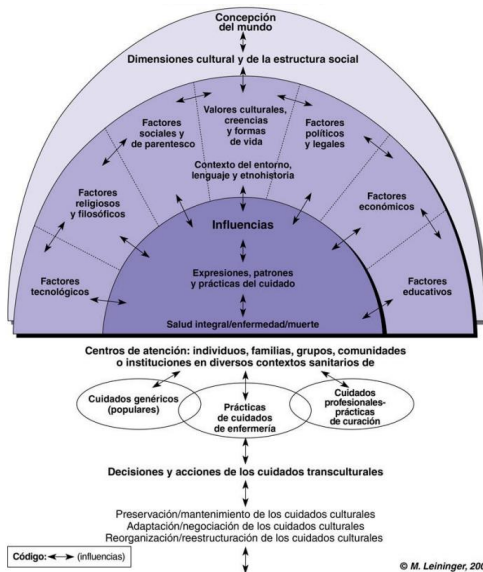 Concepción
del mundo
Dimensiones cultural y de la estructura social
Factores
sociales y
de parentesco
Valores culturales,
creencias
y formas
de vida
Factores
políticos
y legales
Contexto del entorno,
lenguaje y etnohistoria
Factores
religiosos
y filosóficos
Factores
económicos
Influencias
Factores
tecnológicos
Expresiones, patrones
y prácticas del cuidado
Factores
educativos
Salud integral/enfermedad/muerte
Centros de atención: individuos, familias, grupos, comunidades
o instituciones en diversos contextos sanitarios de
Cuidados genéricos
(populares)
Prácticas
de cuidados
de enfermería
Cuidados
profesionales-
prácticas
de curación
Decisiones y acciones de los cuidados transculturales
Preservación/mantenimiento de los cuidados culturales
Adaptación/negociación de los cuidados culturales
Reorganización/reestructuración de los cuidados culturales
Código: (influencias)
© M. Leininger, 200